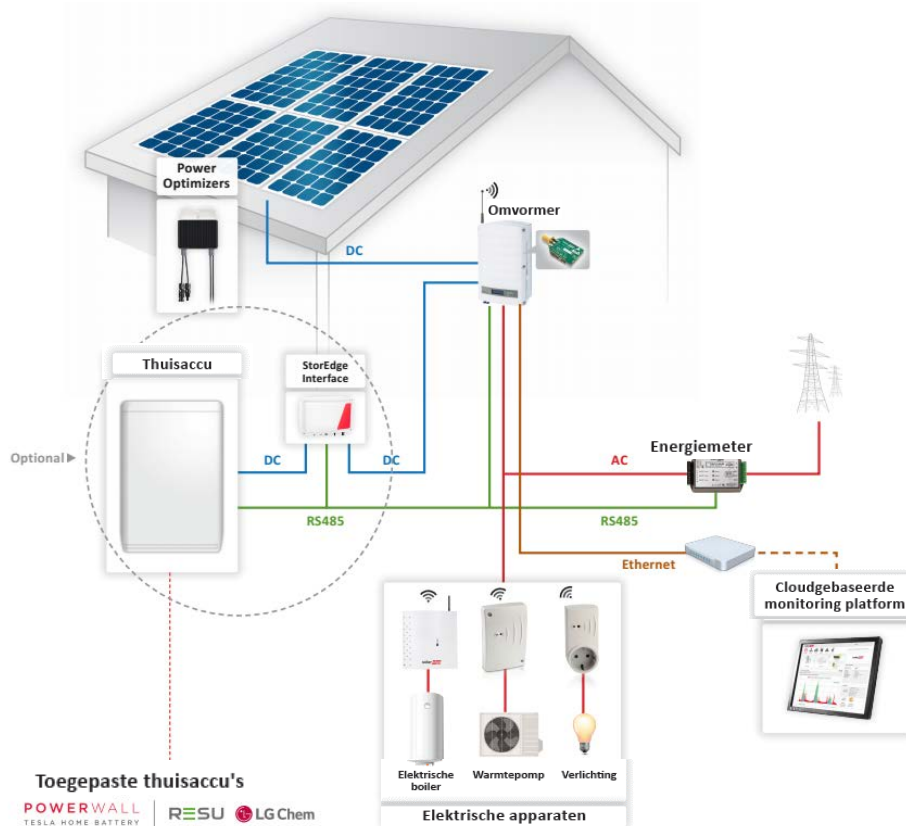 Power
Optimizers
Omvormer
DC
Thuisaccu
StorEdge
Interface
Optional
DC
DC
RS485
AC
Energiemeter
RS485
Ethernet
Cloudgebaseerde
monitoring platform
Elektrische
boiler
Warmtepomp
Verlichting
Elektrische apparaten
Toegepaste thuisaccu's
POWERWALL
TESLA HOME BATTERY
RESU
LG Chem